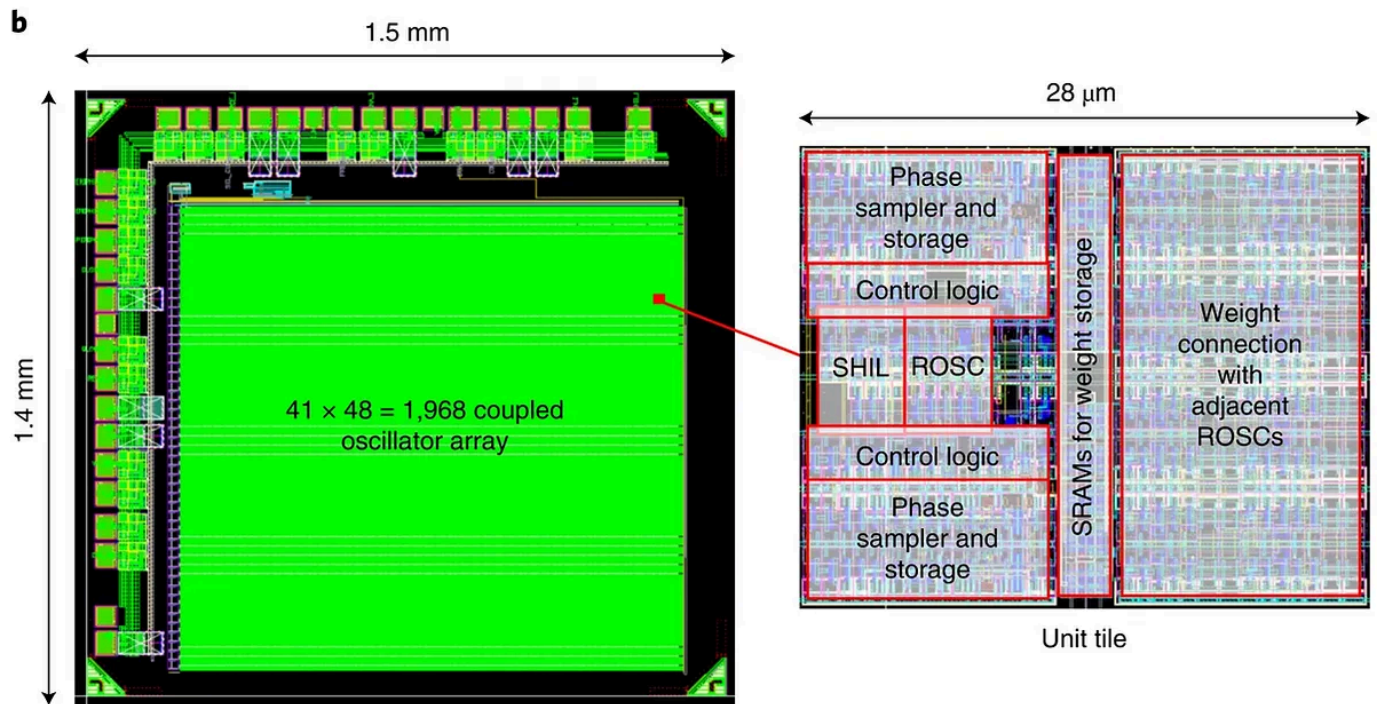 b
1.5 mm
28 μm
1.4 mm
41 × 48 = 1,968 coupled
oscillator array
Phase
sampler and
storage
Control logic
SHIL
ROSC
Control logic
Phase
sampler and
storage
SRAMs for weight storage
Weight
connection
with
adjacent
ROSCs
Unit tile